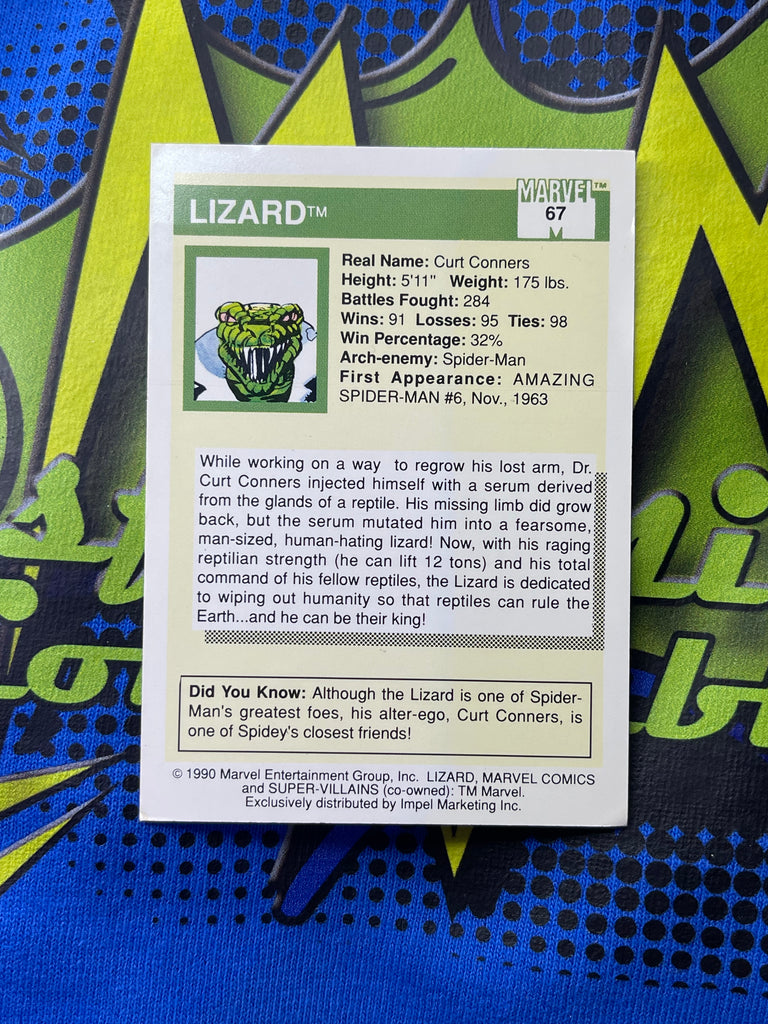 MARVEL™
LIZARD™
67
Real Name: Curt Conners
Height: 5'11" Weight: 175 lbs.
Battles Fought: 284
Wins: 91 Losses: 95 Ties: 98
Win Percentage: 32%
Arch-enemy: Spider-Man
First Appearance: AMAZING
SPIDER-MAN #6, Nov., 1963
While working on a way to regrow his lost arm, Dr.
Curt Conners injected himself with a serum derived
from the glands of a reptile. His missing limb did grow
back, but the serum mutated him into a fearsome,
man-sized, human-hating lizard! Now, with his raging
reptilian strength (he can lift 12 tons) and his total
command of his fellow reptiles, the Lizard is dedicated
to wiping out humanity so that reptiles can rule the
Earth...and he can be their king!
Did You Know: Although the Lizard is one of Spider-
Man's greatest foes, his alter-ego, Curt Conners, is
one of Spidey's closest friends!
© 1990 Marvel Entertainment Group, Inc. LIZARD, MARVEL COMICS
and SUPER-VILLAINS (co-owned): TM Marvel.
Exclusively distributed by Impel Marketing Inc.